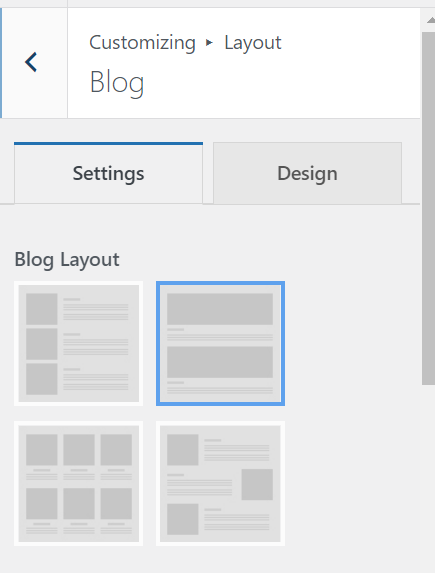 Customizing ▸ Layout
Blog
Settings
Design
Blog Layout